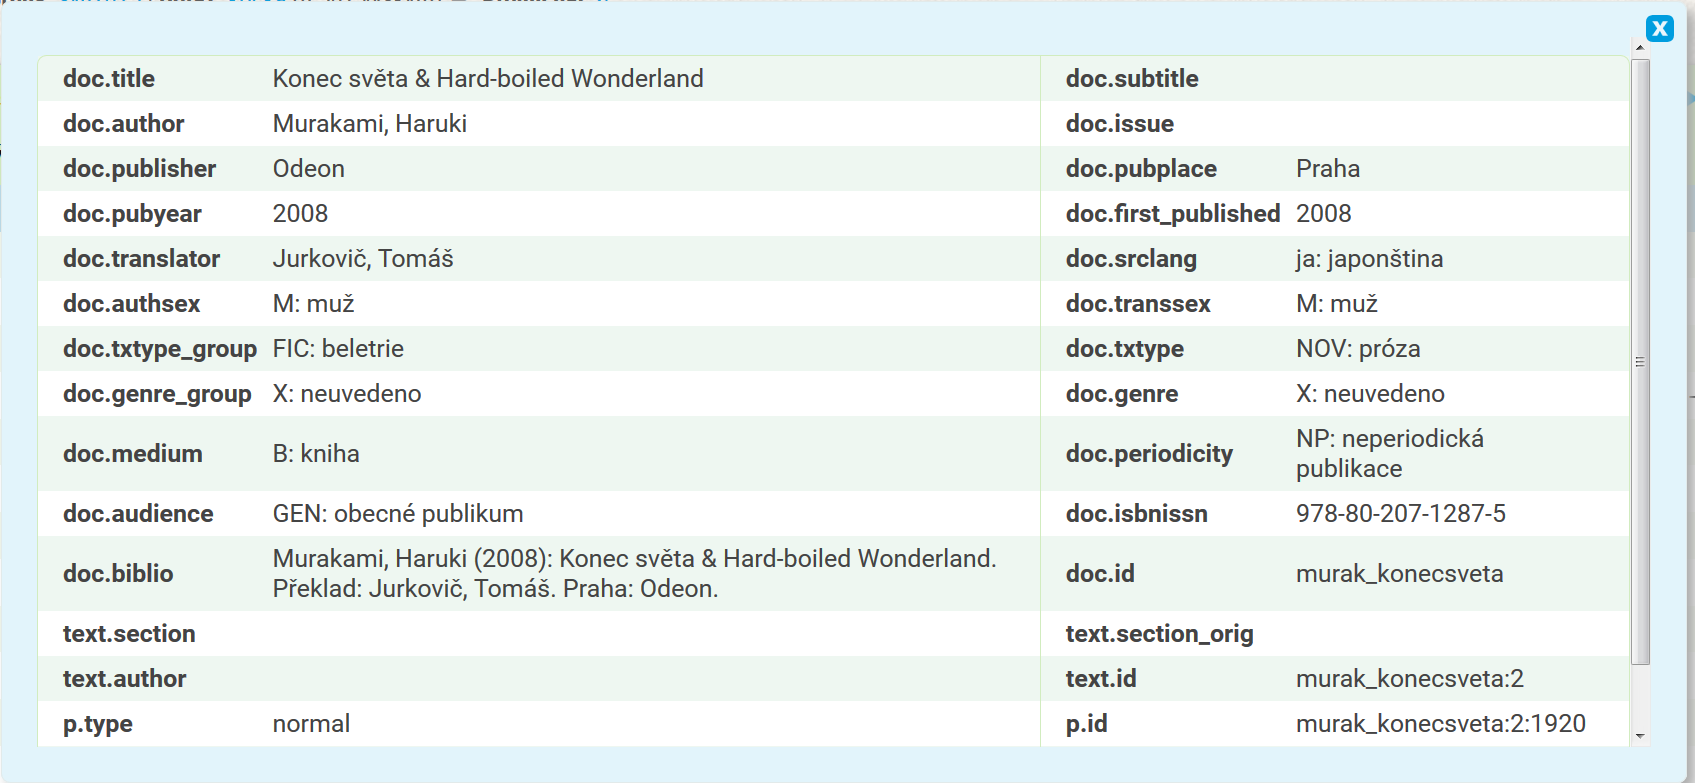 X
doc.title Konec světa & Hard-boiled Wonderland doc.subtitle
doc.author Murakami, Haruki doc.issue
doc.publisher Odeon doc.pubplace Praha
doc.pubyear 2008 doc.first_published 2008
doc.translator Jurkovič, Tomáš doc.srclang ja: japonština
doc.authsex M: muž doc.transsex M: muž
doc.txtype_group FIC: beletrie doc.txtype NOV: próza
doc.genre_group X: neuvedeno doc.genre X: neuvedeno
doc.medium B: kniha doc.periodicity NP: neperiodická
publikace
doc.audience GEN: obecné publikum doc.isbnissn 978-80-207-1287-5
doc.biblio Murakami, Haruki (2008): Konec světa & Hard-boiled Wonderland.
Překlad: Jurkovič, Tomáš. Praha: Odeon. doc.id murak_konecsveta
text.section text.section_orig
text.author text.id murak_konecsveta:2
p.type normal p.id murak_konecsveta:2:1920